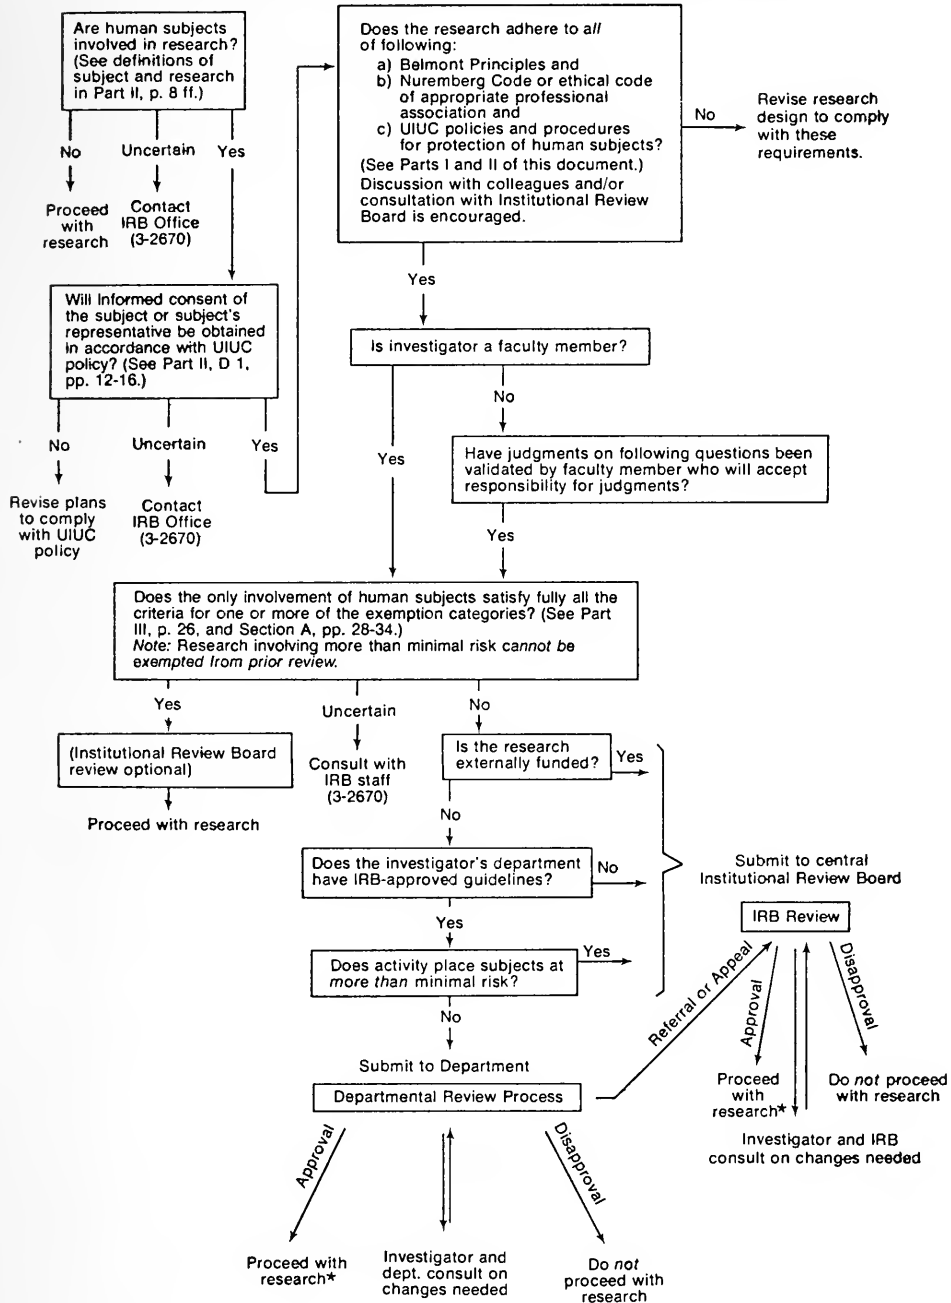 Are human subjects
involved in research?
(See definitions of
subject and research
in Part II, p. 8 ff.)
No
Uncertain
Yes
Proceed
with
research
Contact
IRB Office
(3-2670)
Will Informed consent of
the subject or subject's
representative be obtained
in accordance with UIUC
policy? (See Part II, D 1,
pp. 12-16.)
No
Uncertain
Yes
Revise plans
to comply
with UIUC
policy
Contact
IRB Office
(3-2670)
Does the research adhere to all
of following:
a) Belmont Principles and
b) Nuremberg Code or ethical code
of appropriate professional
association and
c) UIUC policies and procedures
for protection of human subjects?
(See Parts I and II of this document.)
Discussion with colleagues and/or
consultation with Institutional Review
Board is encouraged.
No
Revise research
design to comply
with these
requirements.
Yes
Is investigator a faculty member?
Yes
No
Have judgments on following questions been
validated by faculty member who will accept
responsibility for judgments?
Yes
Does the only involvement of human subjects satisfy fully all the
criteria for one or more of the exemption categories? (See Part
III, p. 26, and Section A, pp. 28-34.)
Note: Research involving more than minimal risk cannot be
exempted from prior review.
Yes
Uncertain
No
(Institutional Review Board
review optional)
Proceed with research
Consult with
IRB staff
(3-2670)
Is the research
externally funded?
Yes
No
Does the investigator's department
have IRB-approved guidelines?
No
Yes
Does activity place subjects at
more than minimal risk?
Yes
No
Submit to Department
Departmental Review Process
Approval
Disapproval
Proceed with
research*
Investigator and
dept. consult on
changes needed
Do not
proceed with
research
Referral or Appeal
Submit to central
Institutional Review Board
IRB Review
Approval
Disapproval
Proceed
with
research*
Do not proceed
with research
Investigator and IRB
consult on changes needed